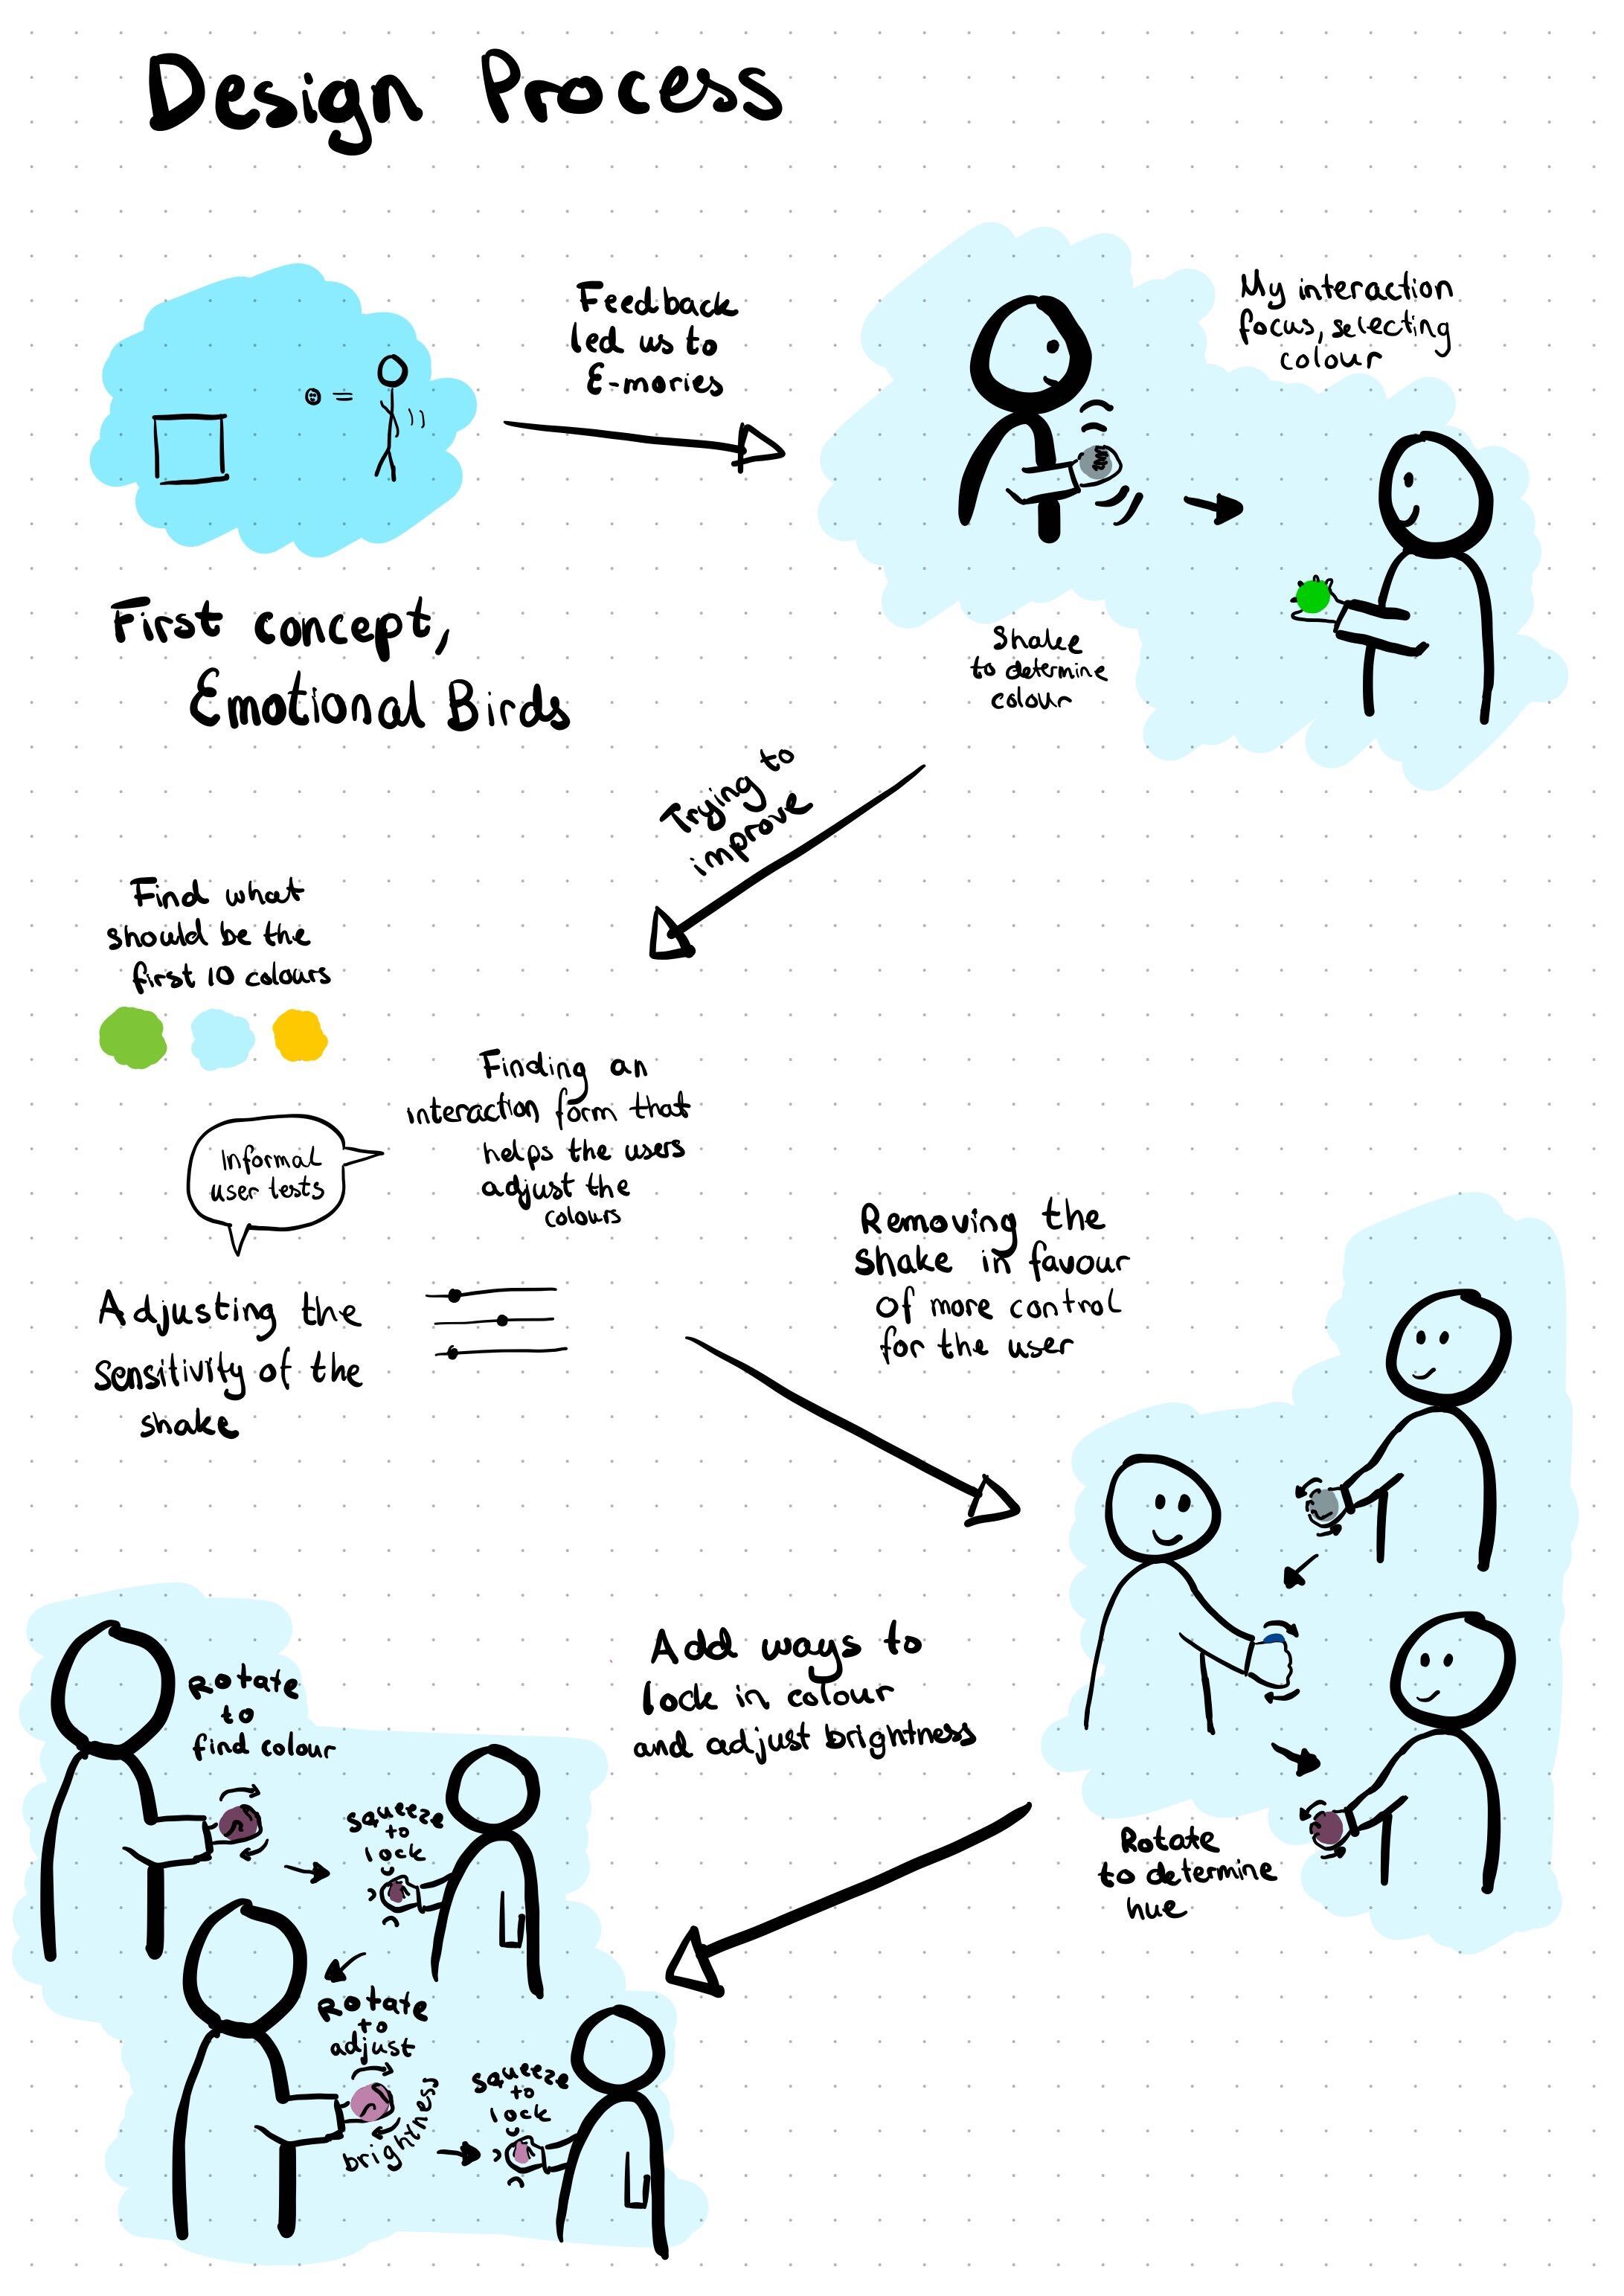 Design Process
Feedback
led us to
E-mories
My interaction
focus, selecting
colour
=
First concept,
Emotional Birds
Shake
to determine
colour
Trying to
improve
Find what
should be the
first 10 colours
Finding an
interaction form that
helps the users
adjust the
colours
Informal
user tests
Adjusting the
sensitivity of the
shake
Removing the
shake in favour
of more control
for the user
Rotate
to determine
hue
Add ways to
lock in colour
and adjust brightness
Rotate
to
find colour
squeeze
to
lock
Rotate
to
adjust
brightness
squeeze
to
lock